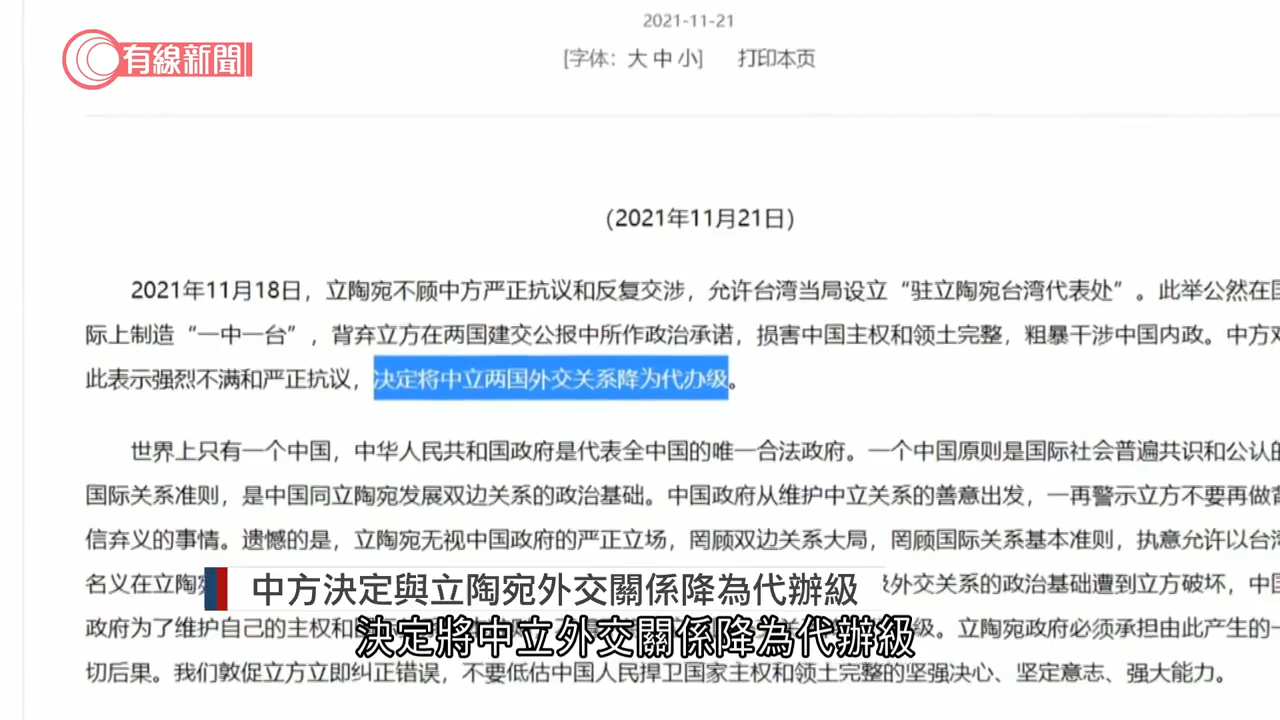 2021-11-21
有線新聞
[字体：大 中 小] 打印本页
（2021年11月21日）
2021年11月18日，立陶宛不顾中方严正抗议和反复交涉，允许台湾当局设立“驻立陶宛台湾代表处”。此举公然在国
际上制造“一中一台”，背弃立方在两国建交公报中所作政治承诺，损害中国主权和领土完整，粗暴干涉中国内政。中方对
此表示强烈不满和严正抗议，决定将中立两国外交关系降为代办级。
世界上只有一个中国，中华人民共和国政府是代表全中国的唯一合法政府。一个中国原则是国际社会普遍共识和公认的
国际关系准则，是中国同立陶宛发展双边关系的政治基础。中国政府从维护中立关系的善意出发，一再警示立方不要再做背
信弃义的事情。遗憾的是，立陶宛无视中国政府的严正立场，罔顾双边关系大局，罔顾国际关系基本准则，执意允许以台湾
名义在立陶宛 外交关系的政治基础遭到立方破坏，中国
中方決定與立陶宛外交關係降為代辦級
政府为了维护自己的主权和 级。立陶宛政府必须承担由此产生的一
決定將中立外交關係降為代辦級
切后果。我们敦促立方立即纠正错误，不要低估中国人民捍卫国家主权和领土完整的坚强决心、坚定意志、强大能力。